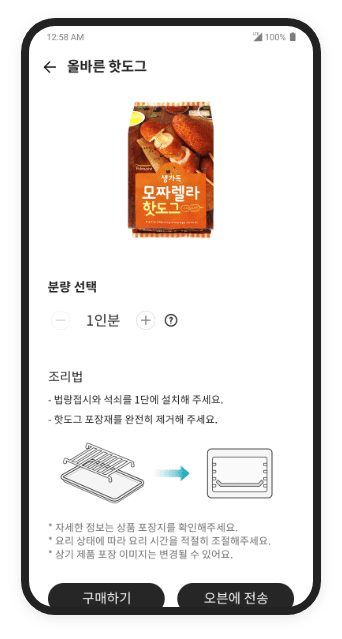 12:58 AM
100%
올바른 핫도그
생가득
모짜렐라
핫도그
분량 선택
1인분
조리법
- 법랑접시와 석쇠를 1단에 설치해 주세요.
- 핫도그 포장재를 완전히 제거해 주세요.
* 자세한 정보는 상품 포장지를 확인해주세요.
* 요리 상태에 따라 요리 시간을 적절히 조절해주세요.
* 상기 제품 포장 이미지는 변경될 수 있어요.
구매하기 오븐에 전송